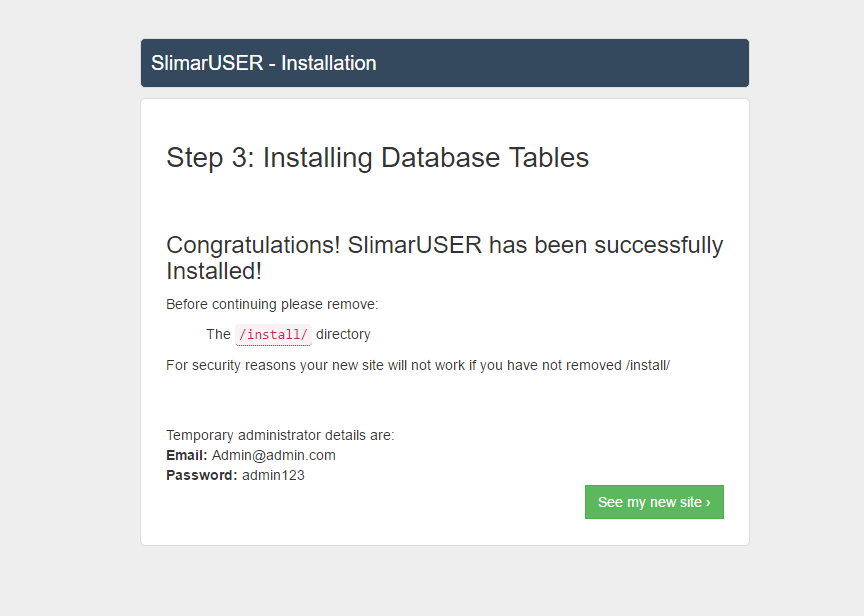 SlimarUSER - Installation
Step 3: Installing Database Tables
Congratulations! SlimarUSER has been successfully
Installed!
Before continuing please remove:
The /install/ directory
For security reasons your new site will not work if you have not removed /install/
Temporary administrator details are:
Email: Admin@admin.com
Password: admin123
See my new site ›